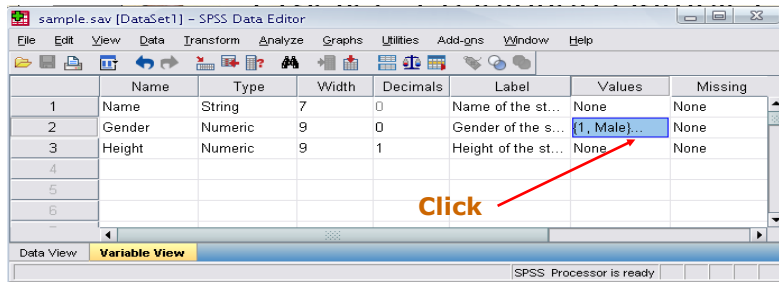 sample.sav [DataSet1] - SPSS Data Editor
File Edit View Data Transform Analyze Graphs Utilities Add-ons Window Help
Name Type Width Decimals Label Values Missing
1 Name String 7 0 Name of the st... None None
2 Gender Numeric 9 0 Gender of the s... {1, Male}... None
3 Height Numeric 9 1 Height of the st... None None
4
5
6
Click
Data View Variable View
SPSS Processor is ready